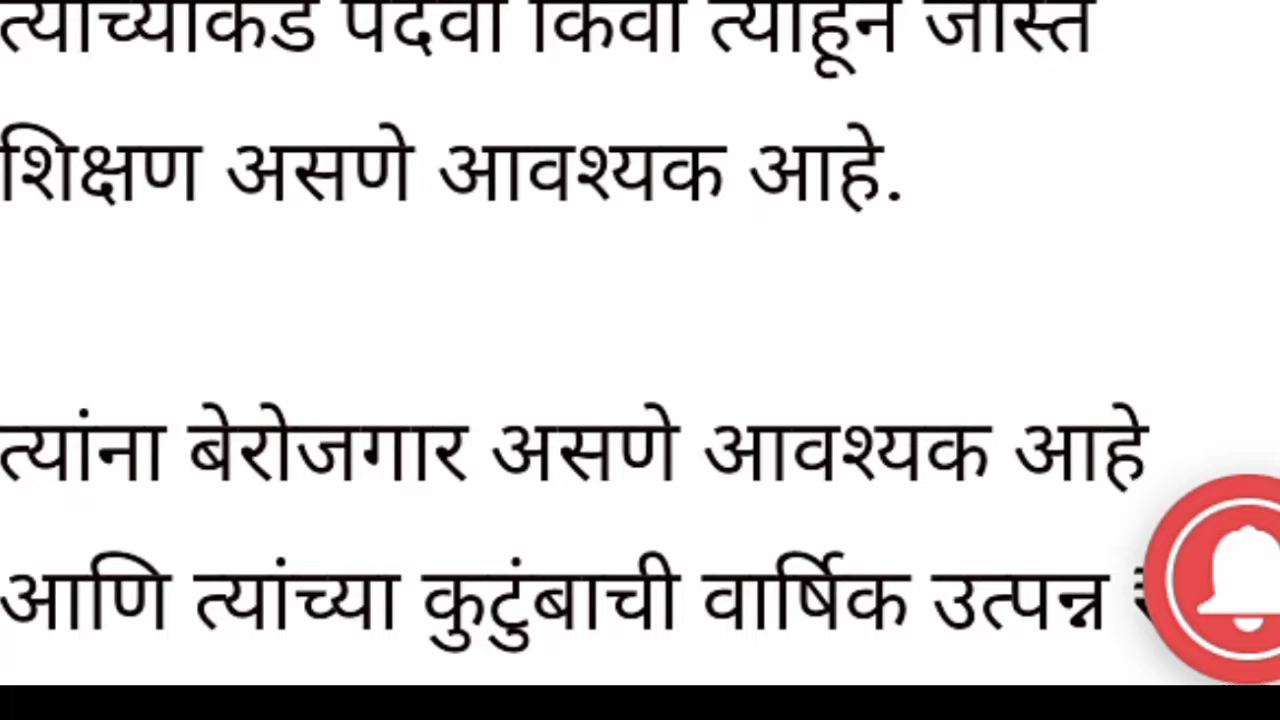 त्यांच्याकडे पदवी किंवा त्याहून जास्त
शिक्षण असणे आवश्यक आहे.
त्यांना बेरोजगार असणे आवश्यक आहे
आणि त्यांच्या कुटुंबाची वार्षिक उत्पन्न